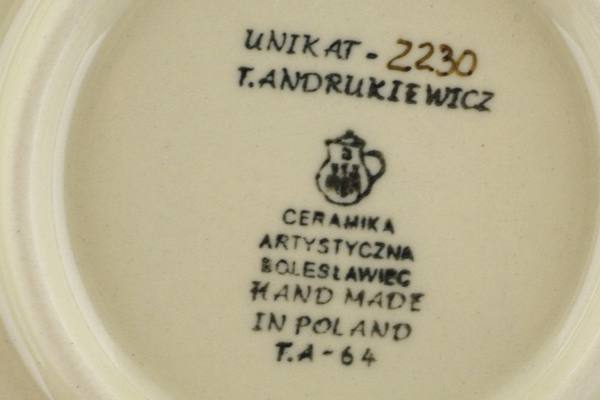 UNIKAT - 2230
T. ANDRUKIEWICZ
CERAMIKA
ARTYSTYCZNA
BOLESŁAWIEC
HAND MADE
IN POLAND
T.A - 64